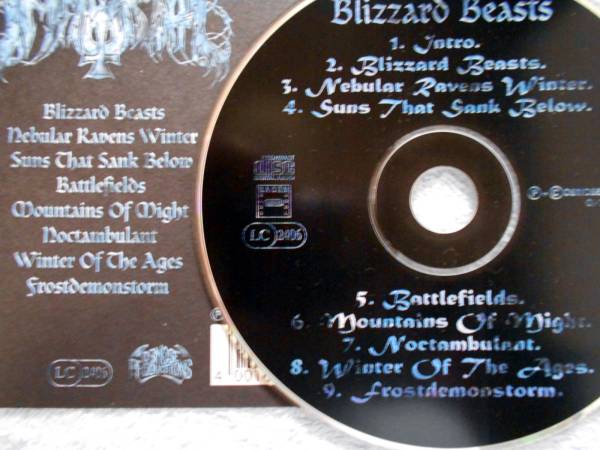 Blizzard Beasts
Nebular Ravens Winter
Suns That Sank Below
Battlefields
Mountains Of Might
Noctambulant
Winter Of The Ages
Frostdemonstorm
LC 2406
Blizzard Beasts
1. Intro.
2. Blizzard Beasts.
3. Nebular Ravens Winter.
4. Suns That Sank Below.
LC 2406
5. Battlefields.
6. Mountains Of Might.
7. Noctambulant.
8. Winter Of The Ages.
9. Frostdemonstorm.